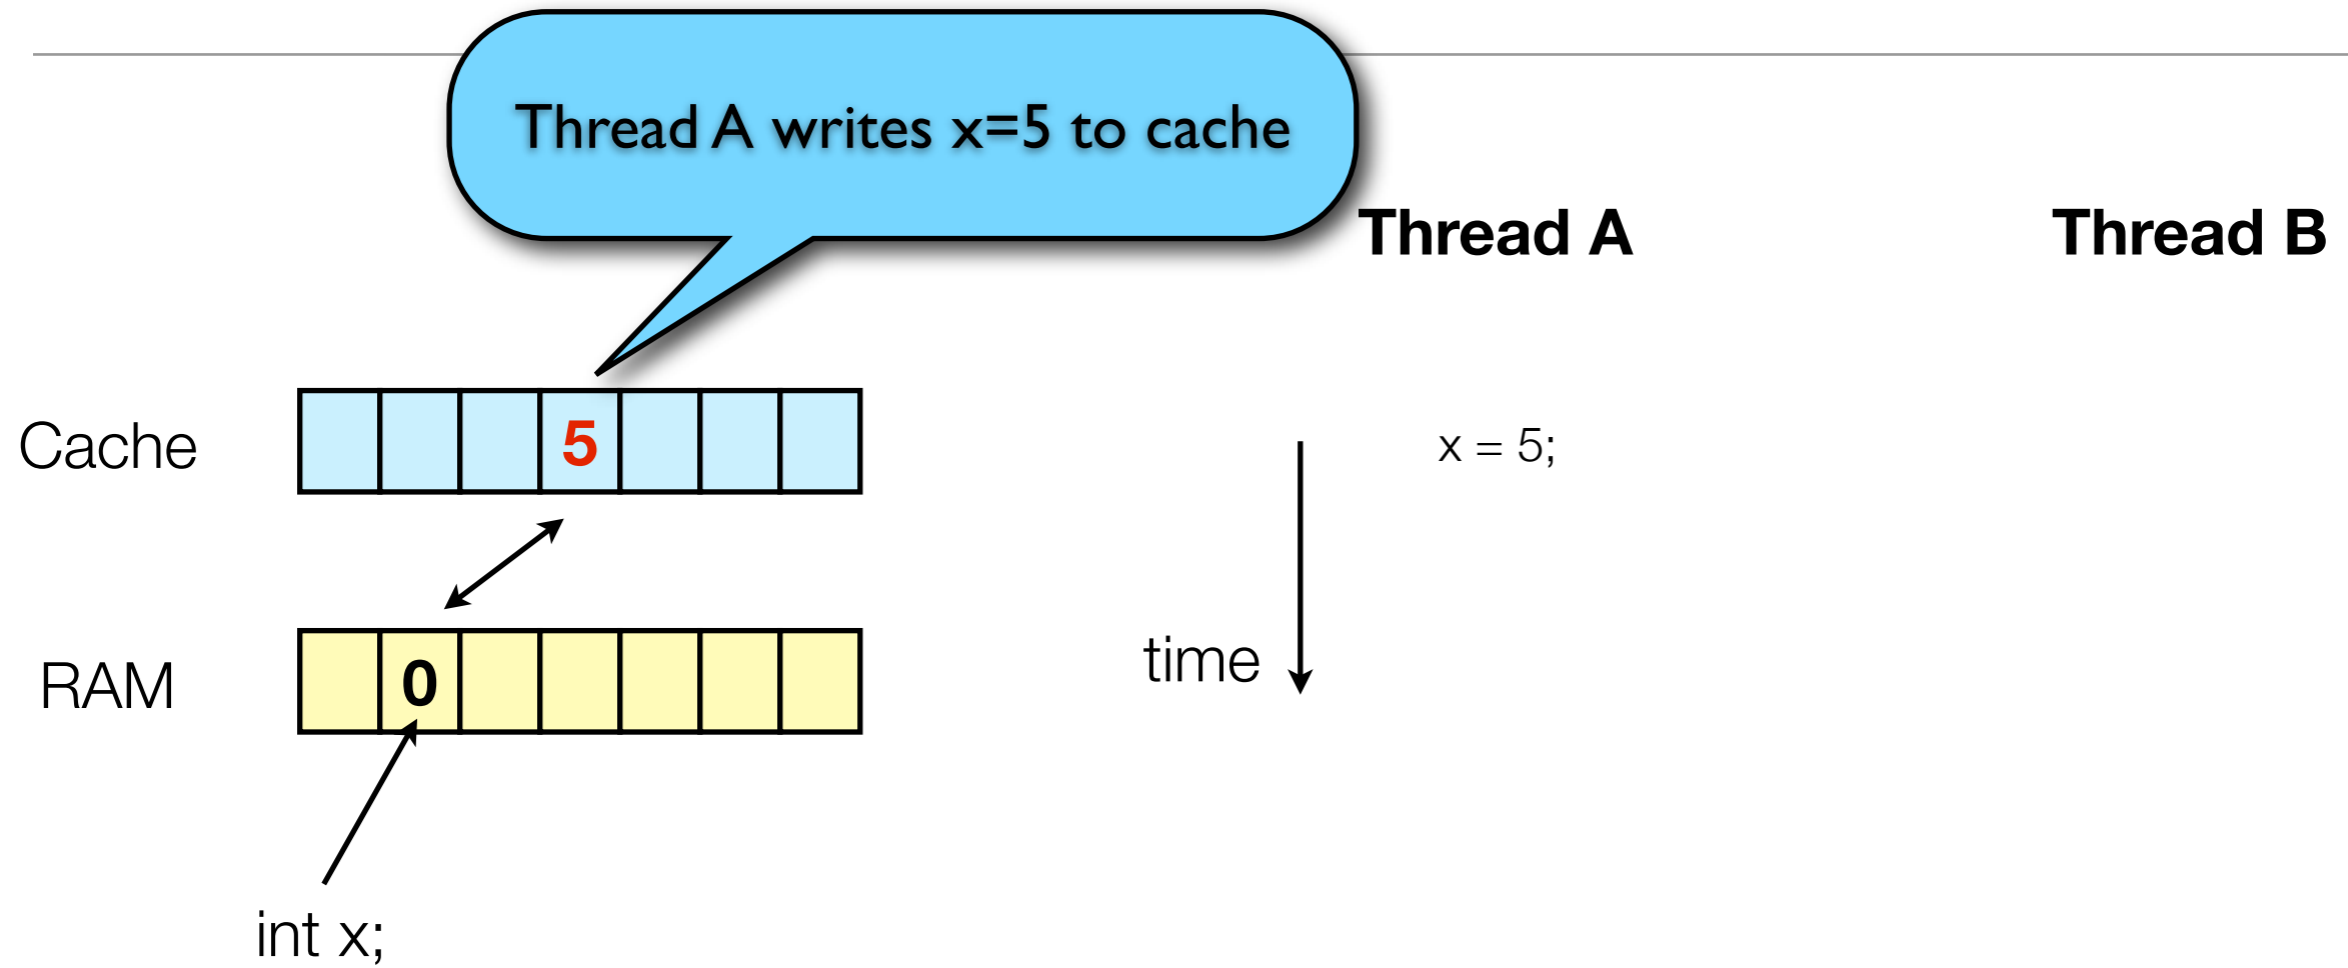 Thread A writes x=5 to cache
Thread A
Thread B
Cache
5
x = 5;
RAM
0
time
int x;